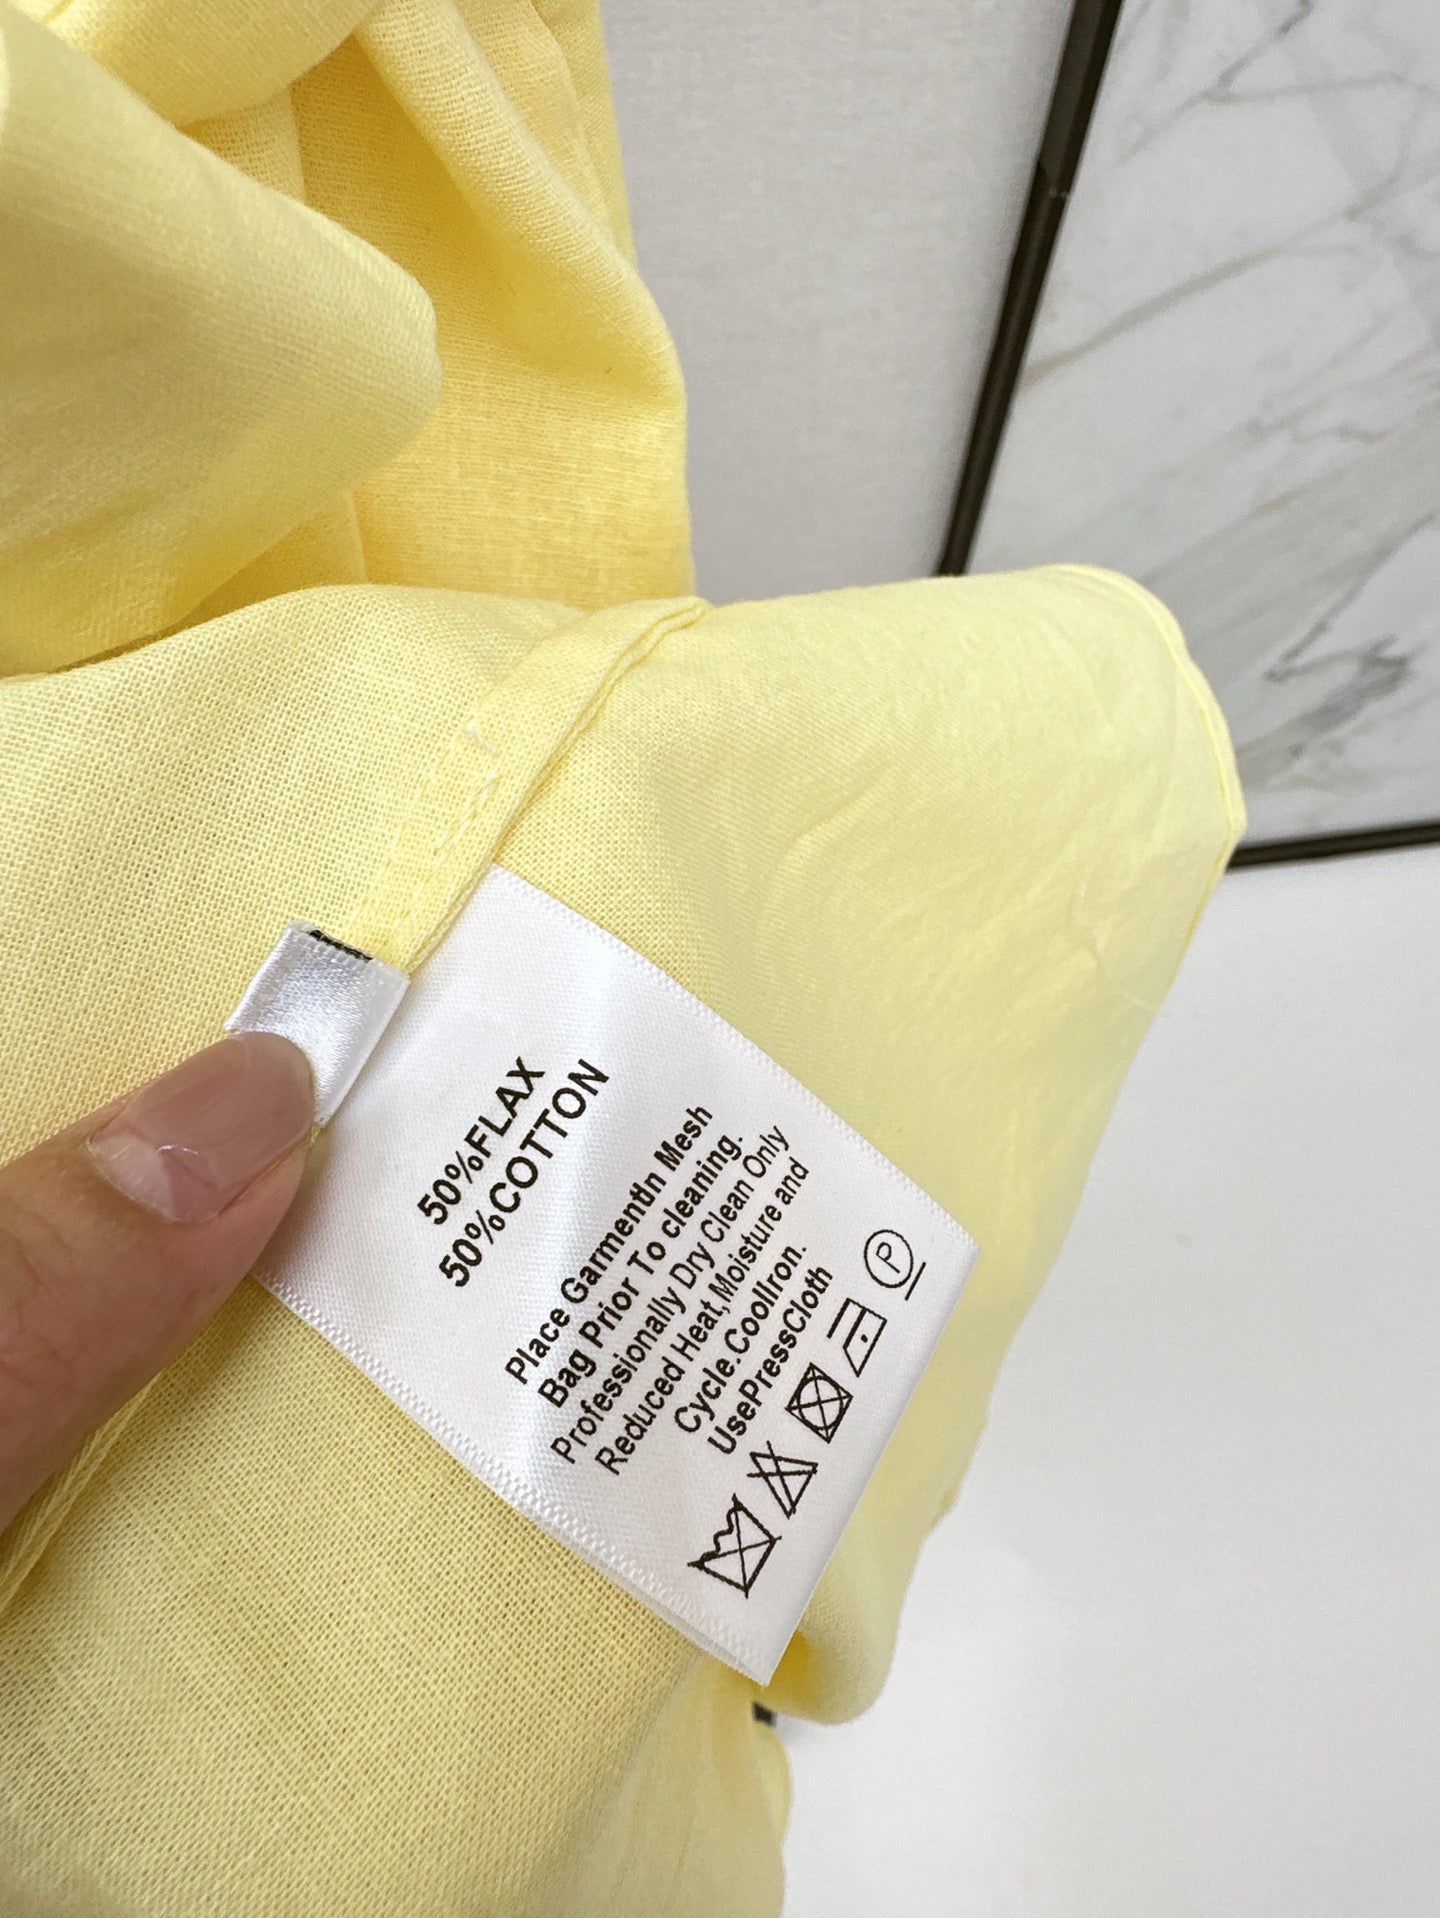 50%FLAX
50%COTTON
Place GarmentIn Mesh
Bag Prior To cleaning.
Professionally Dry Clean Only
Reduced Heat,Moisture and
Cycle.CoolIron.
UsePressCloth
P